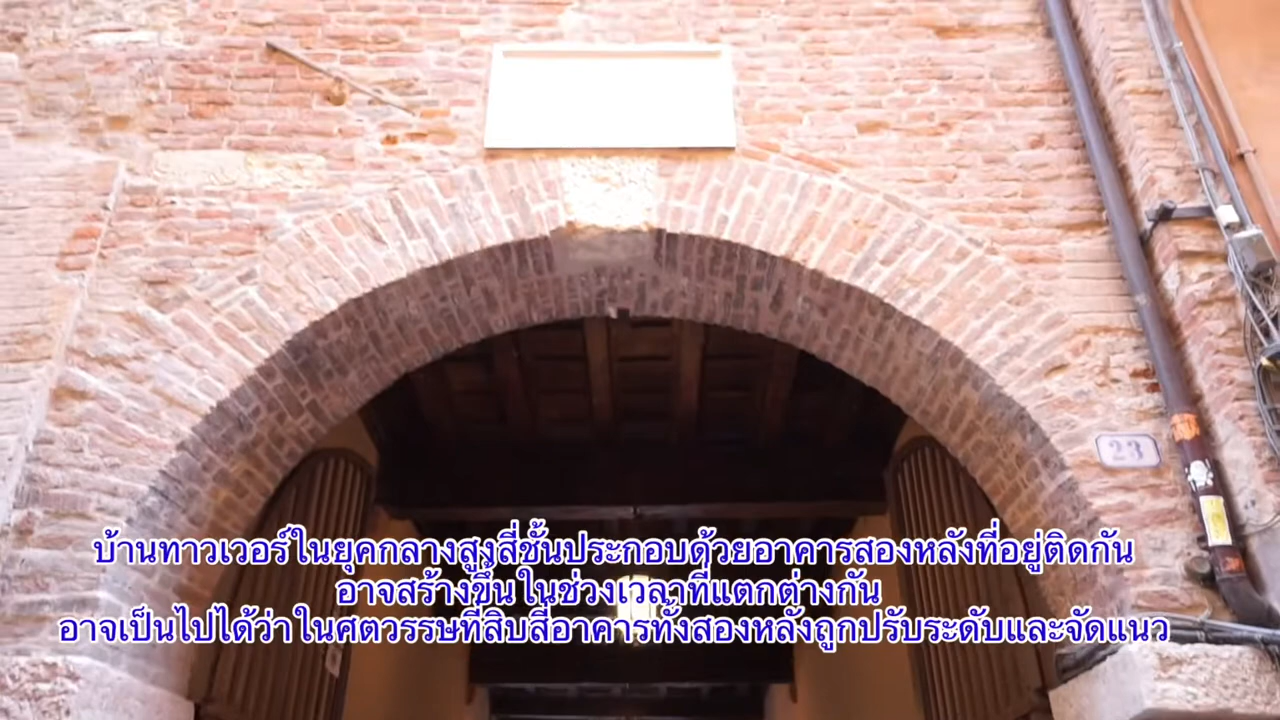 23
บ้านทาวเวอร์ในยุคกลางสูงสี่ชั้นประกอบด้วยอาคารสองหลังที่อยู่ติดกัน
อาจสร้างขึ้นในช่วงเวลาที่แตกต่างกัน
อาจเป็นไปได้ว่าในศตวรรษที่สิบสี่อาคารทั้งสองหลังถูกปรับระดับและจัดแนว